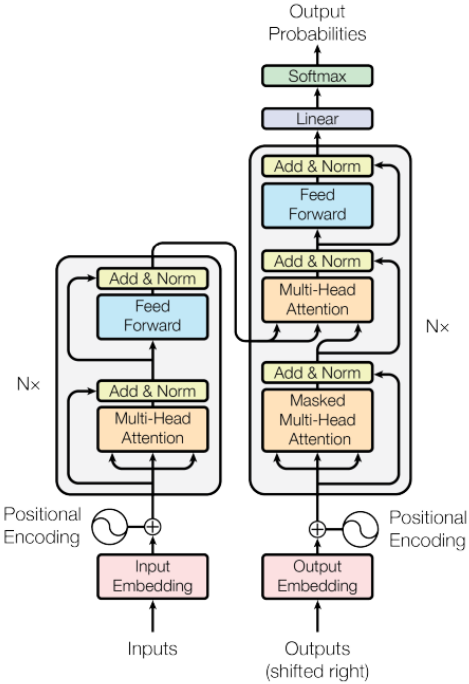 Output
Probabilities
Softmax
Linear
Add & Norm
Feed
Forward
Add & Norm
Multi-Head
Attention
Add & Norm
Masked
Multi-Head
Attention
N×
Add & Norm
Feed
Forward
N×
Add & Norm
Multi-Head
Attention
Positional
Encoding
Positional
Encoding
Input
Embedding
Output
Embedding
Inputs
Outputs
(shifted right)